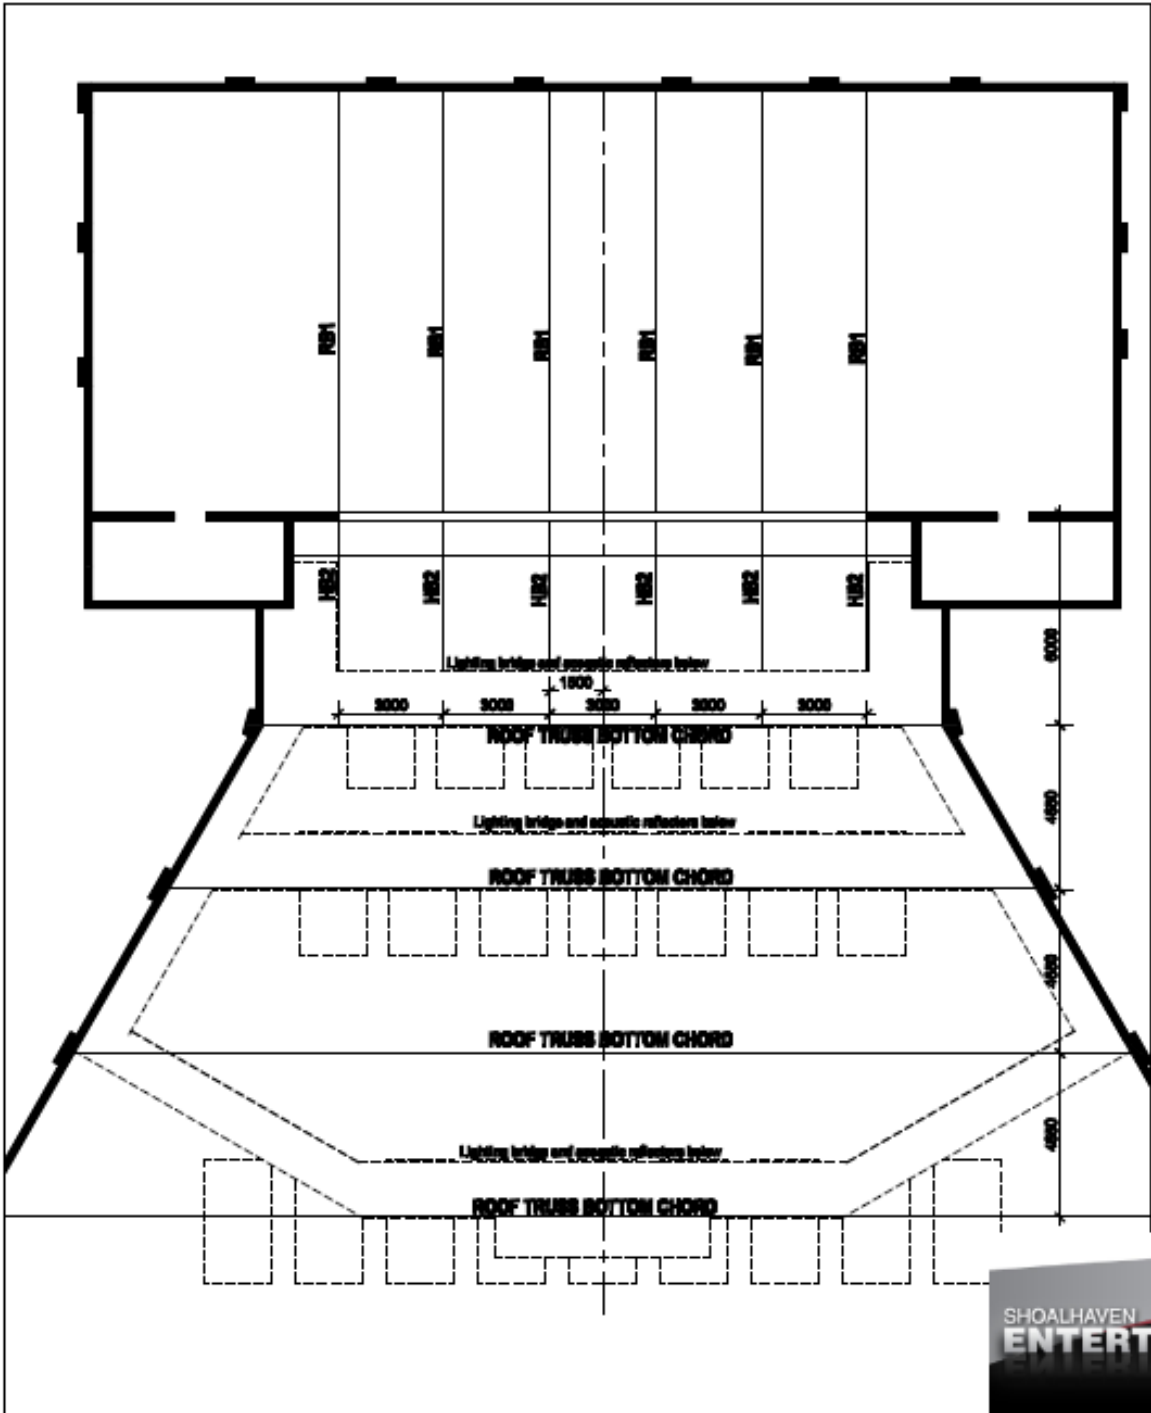 RB1 RB1 RB1 RB1 RB1 RB1
HB2 HB2 HB2 HB2 HB2 HB2
6000
Lighting bridge and acoustic reflectors below
1500
3000 3000 3000 3000 3000
ROOF TRUSS BOTTOM CHORD
Lighting bridge and acoustic reflectors below
ROOF TRUSS BOTTOM CHORD
ROOF TRUSS BOTTOM CHORD
Lighting bridge and acoustic reflectors below
ROOF TRUSS BOTTOM CHORD
SHOALHAVEN
ENTERT